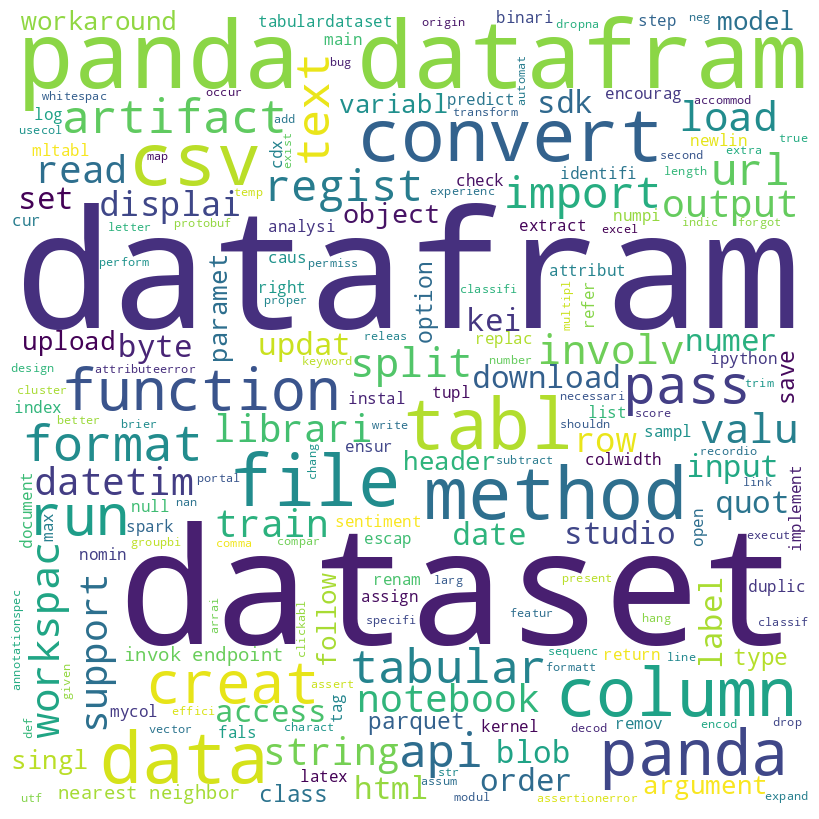 workaround
tabulardataset
origin
binari
dropna
step
neg
model
main
panda datafram
bug
automat
whitespac
occur
text
variabl
predict
sdk
encourag
accommod
load
log
artifact
add
transform
usecol
convert
newlin
true
mltabl
csv
cdx
exist
map
second
extra
read
temp
regist
experienc
check
identifi
length
url
set
displai
import
output
object
numpi
indic
forgot
cur
letter
protobuf
analysi
extract
excel
datafram
perform
caus
permiss
attribut
right
proper
paramet
classifi
option
kei
multipl
refer
upload
byte
updat
releas
replac
involv
numer
design
attributeerror
keyword
split
number
download
ipython
save
cluster
function
instal
tupl
necessari
pass
trim
index
list
score
better
brier
librari
write
tabl
shouldn
row
sampl
valu
format
ensur
header
subtract
colwidth
recordio
datetim
portal
chang
file
method
input
link
document
run
null
nan
train
sentiment
date
studio
open
quot
implement
max
spark
escap
execut
nomin
groupbi
comma
compar
dataset
present
workspac
renam
larg
hang
duplic
annotationspec
support
arrai
assign
specifi
featur
label
classif
clickabl
follow
sequenc
formatt
return
line
type
invok endpoint
tabular
given
creat
assert
notebook
column
mycol
effici
access
tag
parquet
kernel
decod
remov
encod
drop
def
vector
fals
charact
string
api
blob
panda
singl
data
latex
str
assum
order
argument
utf
nearest neighbor
class
html
modul
assertionerror
expand